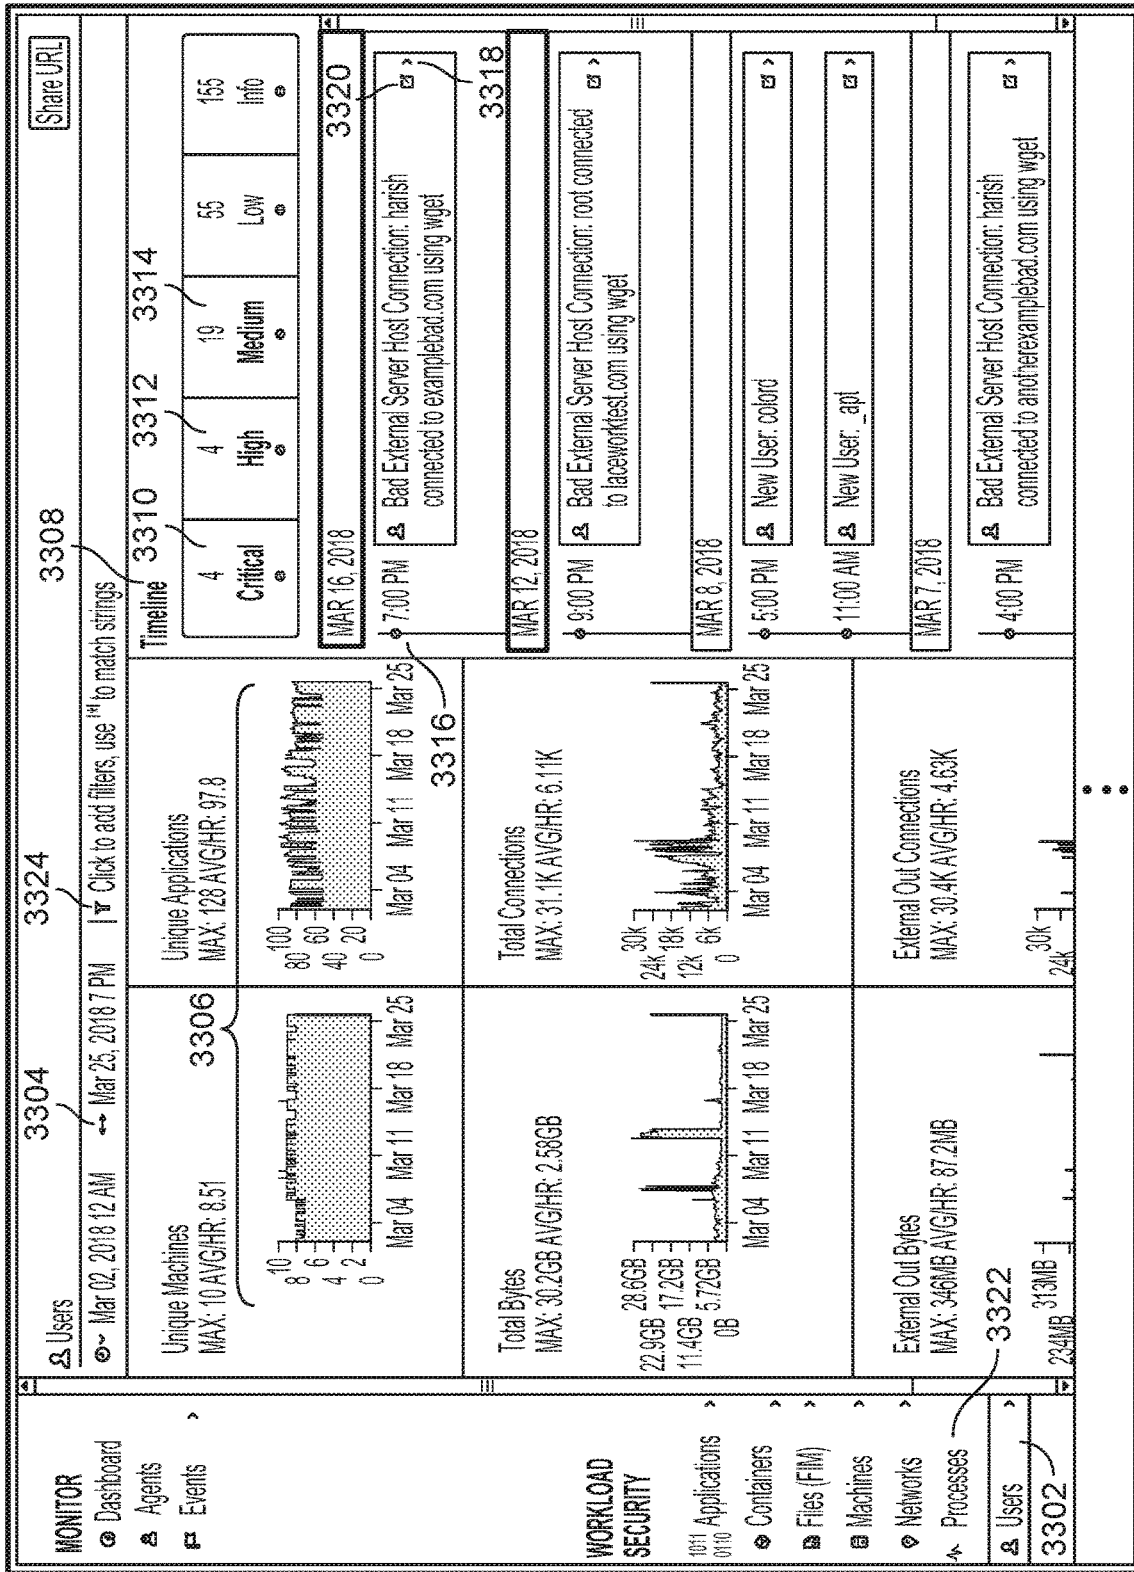 Users
Share URL
3304
3324
3308
Mar 02, 2018 12 AM ↔ Mar 25, 2018 7 PM
Click to add filters, use "*" to match strings
MONITOR
Dashboard
Agents
Events
WORKLOAD
SECURITY
1011
0110
Applications
Containers
Files (FIM)
Machines
Networks
Processes
Users
3302
3322
3306
Unique Machines
MAX: 10 AVG/HR: 8.51
10
8
6
4
2
0
Mar 04 Mar 11 Mar 18 Mar 25
Unique Applications
MAX: 128 AVG/HR: 97.8
100
80
60
40
20
0
Mar 04 Mar 11 Mar 18 Mar 25
Total Bytes
MAX: 30.2GB AVG/HR: 2.58GB
28.6GB
22.9GB
17.2GB
11.4GB
5.72GB
0B
Mar 04 Mar 11 Mar 18 Mar 25
Total Connections
MAX: 31.1K AVG/HR: 6.11K
30k
24k
18k
12k
6k
0
Mar 04 Mar 11 Mar 18 Mar 25
External Out Bytes
MAX: 346MB AVG/HR: 87.2MB
313MB
234MB
External Out Connections
MAX: 30.4K AVG/HR: 4.63K
30k
24k
Timeline
3310
3312
3314
4
Critical
4
High
19
Medium
55
Low
155
Info
MAR 16, 2018
3320
3316
7:00 PM
Bad External Server Host Connection: harish
connected to examplebad.com using wget
3318
MAR 12, 2018
9:00 PM
Bad External Server Host Connection: root connected
to laceworktest.com using wget
MAR 8, 2018
5:00 PM
New User: colord
11:00 AM
New User: _apt
MAR 7, 2018
4:00 PM
Bad External Server Host Connection: harish
connected to anotherexamplebad.com using wget